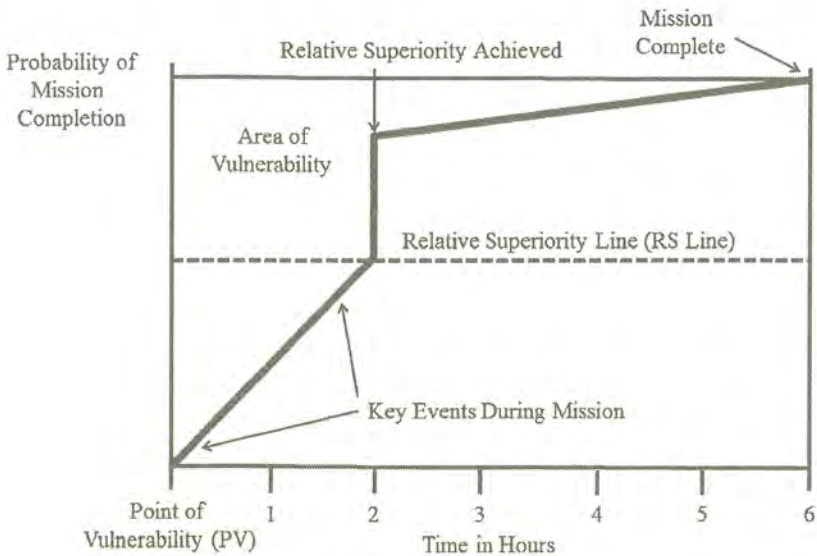 Mission
Complete
Relative Superiority Achieved
Probability of
Mission
Completion
Area of
Vulnerability
Relative Superiority Line (RS Line)
Key Events During Mission
1
2
3
4
5
6
Point of
Vulnerability (PV)
Time in Hours